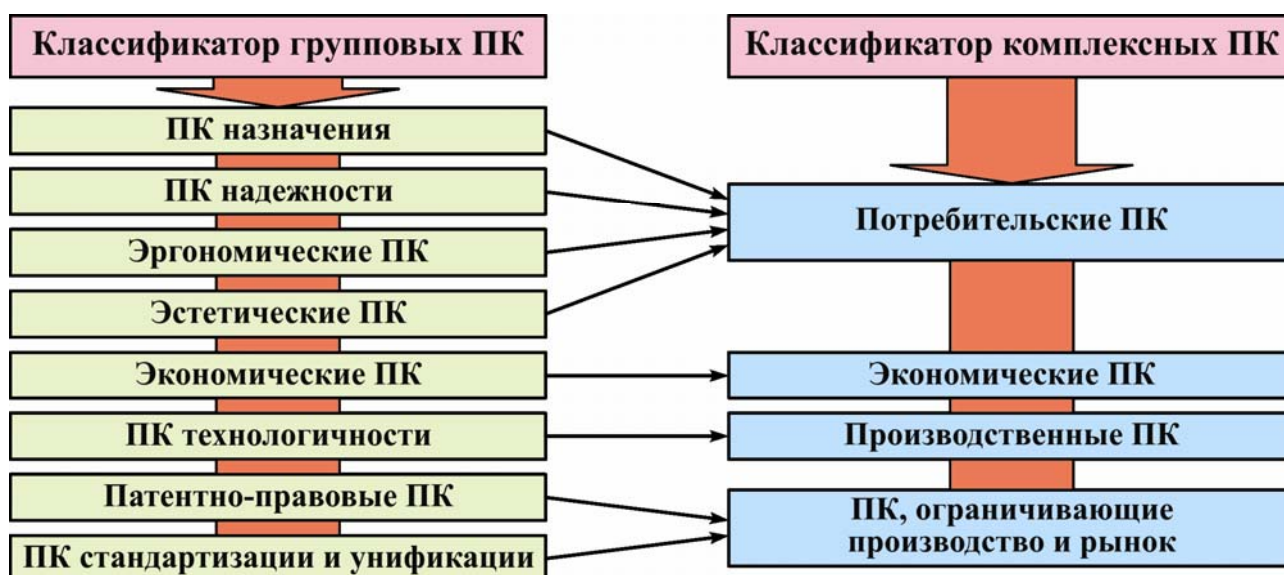 Классификатор групповых ПК
ПК назначения
ПК надежности
Эргономические ПК
Эстетические ПК
Экономические ПК
ПК технологичности
Патентно-правовые ПК
ПК стандартизации и унификации
Классификатор комплексных ПК
Потребительские ПК
Экономические ПК
Производственные ПК
ПК, ограничивающие
производство и рынок